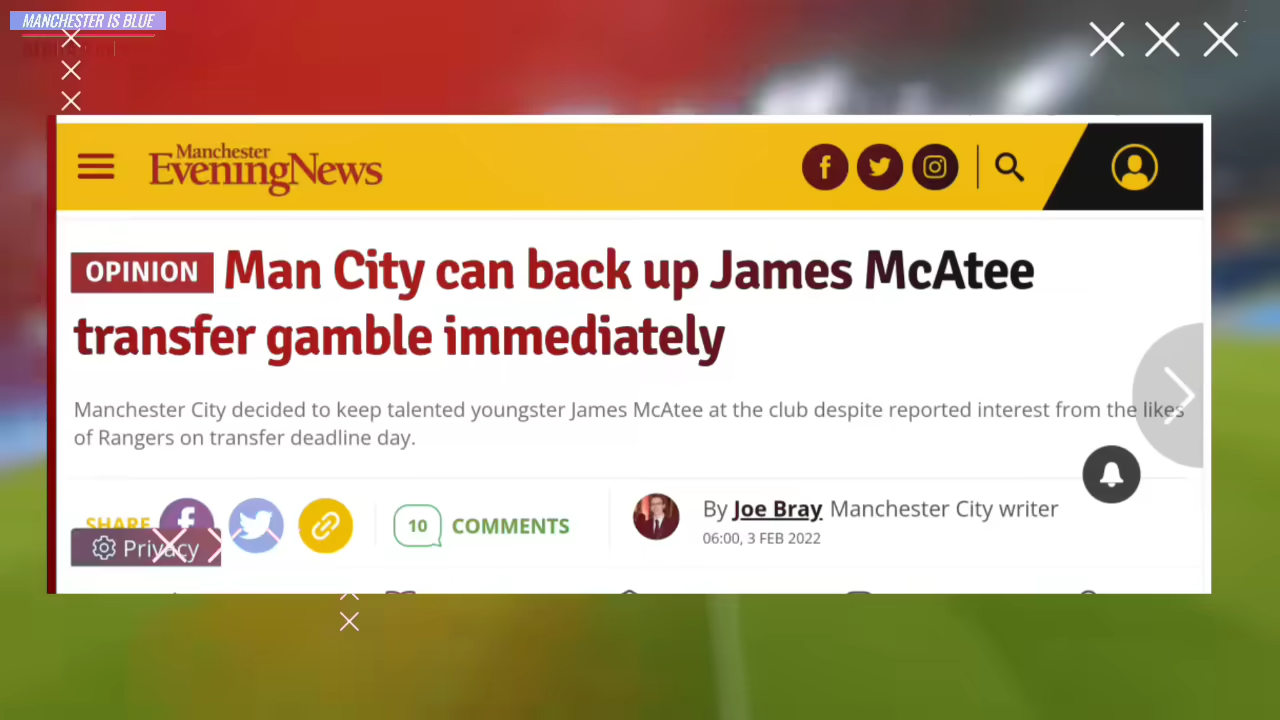 MANCHESTER IS BLUE
Manchester
EveningNews
OPINION Man City can back up James McAtee
transfer gamble immediately
Manchester City decided to keep talented youngster James McAtee at the club despite reported interest from the likes
of Rangers on transfer deadline day.
SHARE
10 COMMENTS
By Joe Bray Manchester City writer
06:00, 3 FEB 2022
Privacy